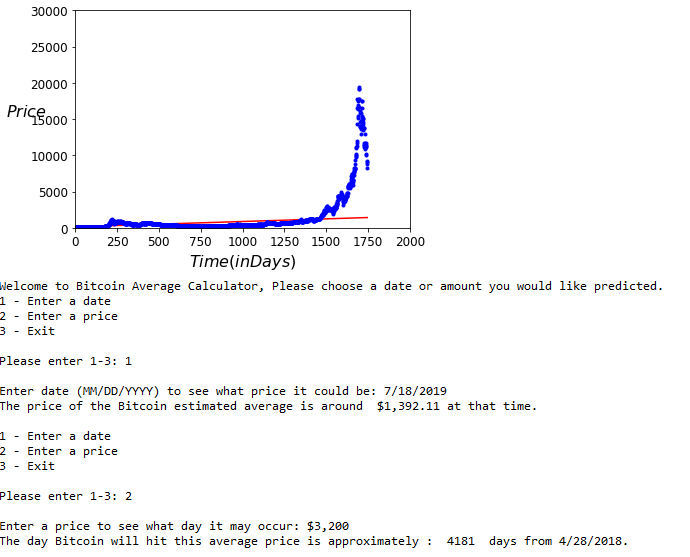 30000
25000
20000
Price
15000
10000
5000
0
0 250 500 750 1000 1250 1500 1750 2000
Time(inDays)
Welcome to Bitcoin Average Calculator, Please choose a date or amount you would like predicted.
1 - Enter a date
2 - Enter a price
3 - Exit
Please enter 1-3: 1
Enter date (MM/DD/YYYY) to see what price it could be: 7/18/2019
The price of the Bitcoin estimated average is around  $1,392.11 at that time.
1 - Enter a date
2 - Enter a price
3 - Exit
Please enter 1-3: 2
Enter a price to see what day it may occur: $3,200
The day Bitcoin will hit this average price is approximately :  4181  days from 4/28/2018.